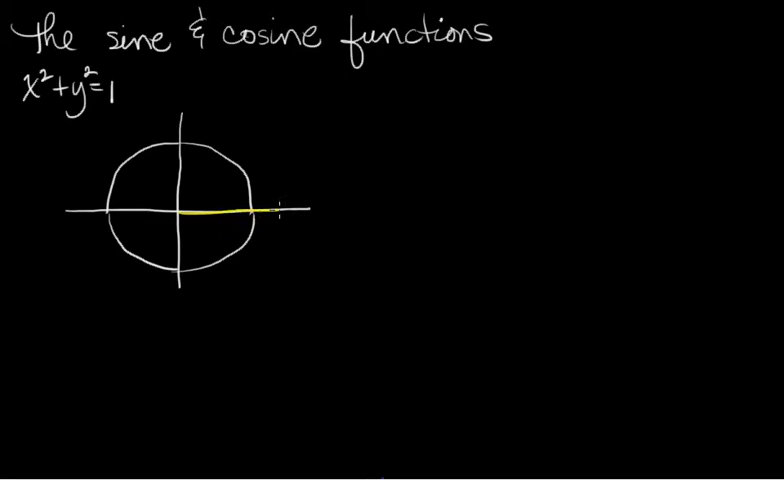 the sine & cosine functions
x²+y²=1